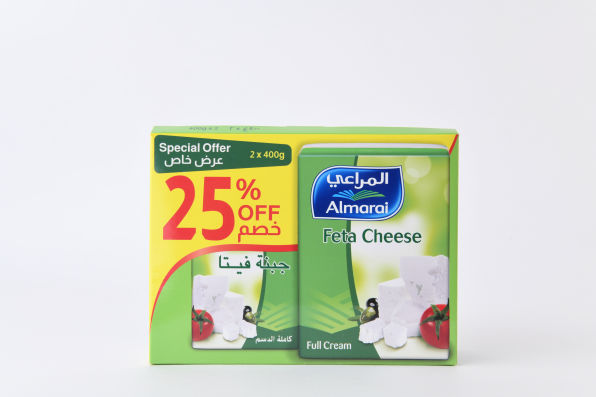 Special Offer
عرض خاص
2 x 400g
25%
OFF
خصم
جبنة فيتا
كاملة الدسم
المراعي
Almarai
Feta Cheese
Full Cream